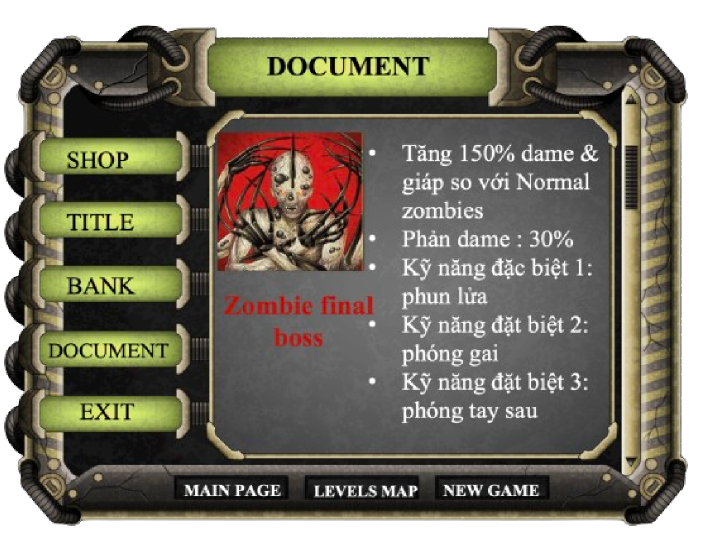 DOCUMENT
SHOP
TITLE
BANK
DOCUMENT
EXIT
Zombie final
boss
• Tăng 150% dame &
giáp so với Normal
zombies
• Phản dame : 30%
• Kỹ năng đặc biệt 1:
phun lửa
• Kỹ năng đặt biệt 2:
phóng gai
• Kỹ năng đặt biệt 3:
phóng tay sau
MAIN PAGE
LEVELS MAP
NEW GAME